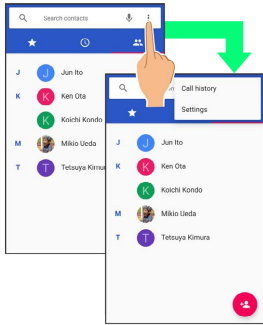 Search contacts
J J Jun Ito
K K Ken Ota
K Koichi Kondo
M Mikio Ueda
T T Tetsuya Kimu
Call history
Settings
J J Jun Ito
K K Ken Ota
K Koichi Kondo
M Mikio Ueda
T T Tetsuya Kimura